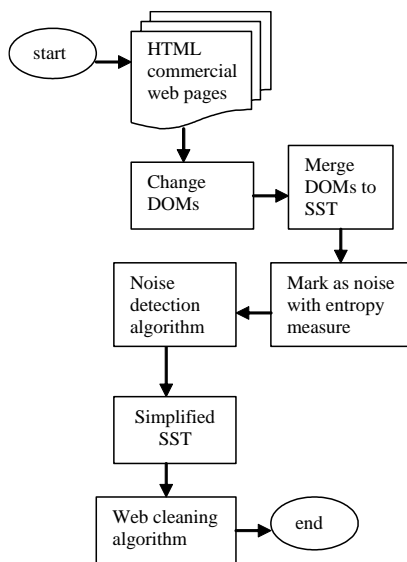 start
HTML
commercial
web pages
Change
DOMs
Merge
DOMs to
SST
Mark as noise
with entropy
measure
Noise
detection
algorithm
Simplified
SST
Web cleaning
algorithm
end